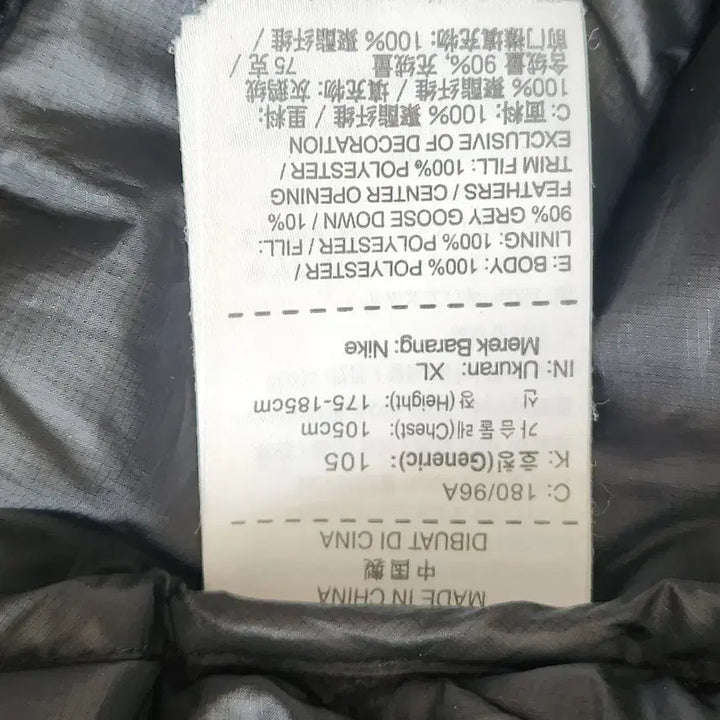 MADE IN CHINA
中国製
DIBUAT DI CINA
C: 180/96A
K: 호칭(Generic): 105
가슴둘레(Chest): 105cm
신 장(Height): 175-185cm
IN: Ukuran: XL
Merek Barang: Nike
E: BODY: 100% POLYESTER /
LINING: 100% POLYESTER / FILL:
90% GREY GOOSE DOWN / 10%
FEATHERS / CENTER OPENING
TRIM FILL: 100% POLYESTER /
EXCLUSIVE OF DECORATION
C: 面料: 100% 聚酯纤维 / 里料:
100% 聚酯纤维 / 填充物: 灰鹅绒
含绒量 90%, 充绒量 75 克 /
前门襟填充物: 100% 聚酯纤维 /